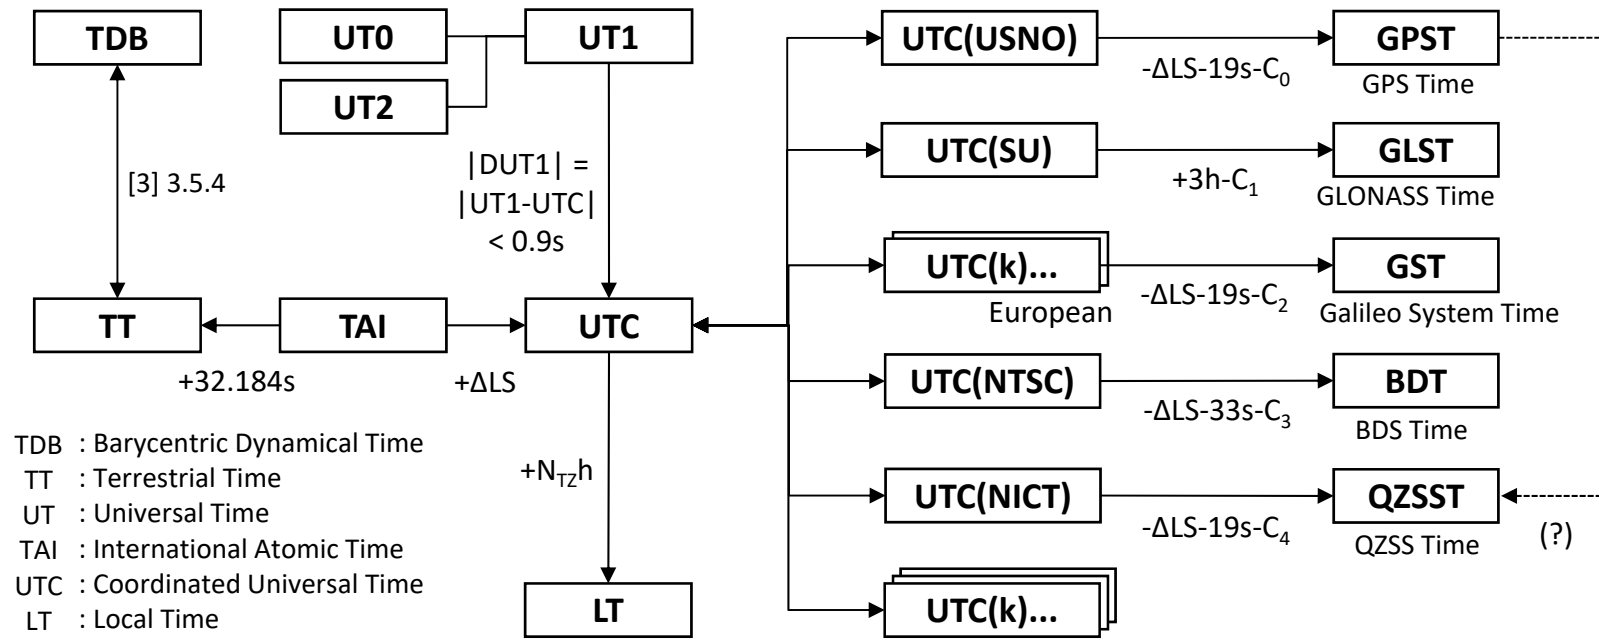 TDB
UT0
UT1
UT2
[3] 3.5.4
|DUT1| =
|UT1-UTC|
< 0.9s
TT
TAI
UTC
+32.184s
+ΔLS
+N_TZh
LT
TDB : Barycentric Dynamical Time
TT : Terrestrial Time
UT : Universal Time
TAI : International Atomic Time
UTC : Coordinated Universal Time
LT : Local Time
UTC(USNO)
-ΔLS-19s-C₀
GPST
GPS Time
UTC(SU)
+3h-C₁
GLST
GLONASS Time
UTC(k)...
European
-ΔLS-19s-C₂
GST
Galileo System Time
UTC(NTSC)
-ΔLS-33s-C₃
BDT
BDS Time
UTC(NICT)
-ΔLS-19s-C₄
QZSST
QZSS Time
(?)
UTC(k)...